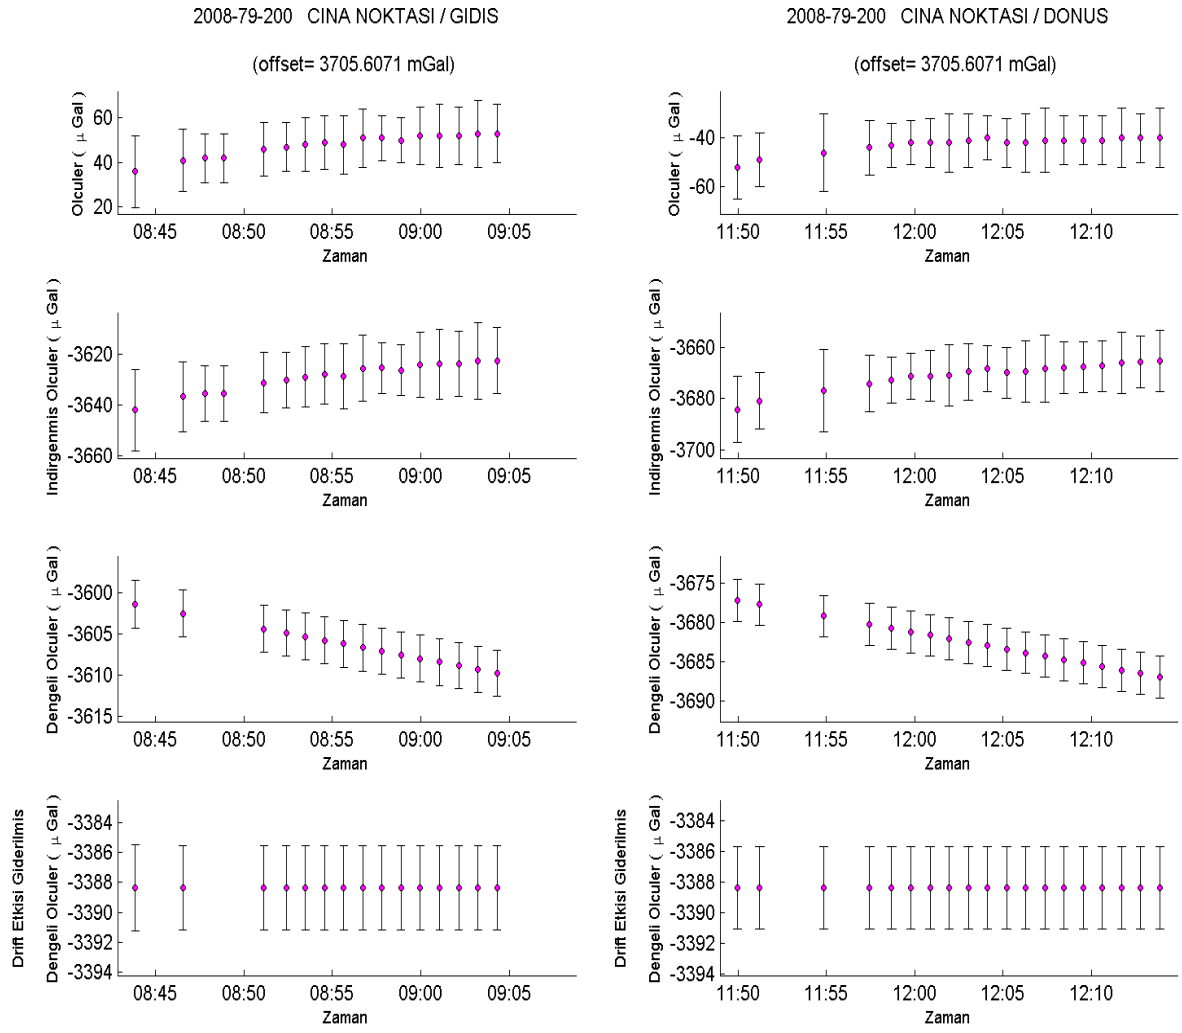 2008-79-200   CINA NOKTASI / GIDIS
(offset= 3705.6071 mGal)
Olculer ( μ Gal )
60
40
20
08:45 08:50 08:55 09:00 09:05
Zaman
Indirgenmis Olculer ( μ Gal )
-3620
-3640
-3660
08:45 08:50 08:55 09:00 09:05
Zaman
Dengeli Olculer ( μ Gal )
-3600
-3605
-3610
-3615
08:45 08:50 08:55 09:00 09:05
Zaman
Drift Etkisi Giderilmis
Dengeli Olculer ( μ Gal )
-3384
-3386
-3388
-3390
-3392
-3394
08:45 08:50 08:55 09:00 09:05
Zaman
2008-79-200   CINA NOKTASI / DONUS
(offset= 3705.6071 mGal)
Olculer ( μ Gal )
-40
-60
11:50 11:55 12:00 12:05 12:10
Zaman
Indirgenmis Olculer ( μ Gal )
-3660
-3680
-3700
11:50 11:55 12:00 12:05 12:10
Zaman
Dengeli Olculer ( μ Gal )
-3675
-3680
-3685
-3690
11:50 11:55 12:00 12:05 12:10
Zaman
Drift Etkisi Giderilmis
Dengeli Olculer ( μ Gal )
-3384
-3386
-3388
-3390
-3392
-3394
11:50 11:55 12:00 12:05 12:10
Zaman